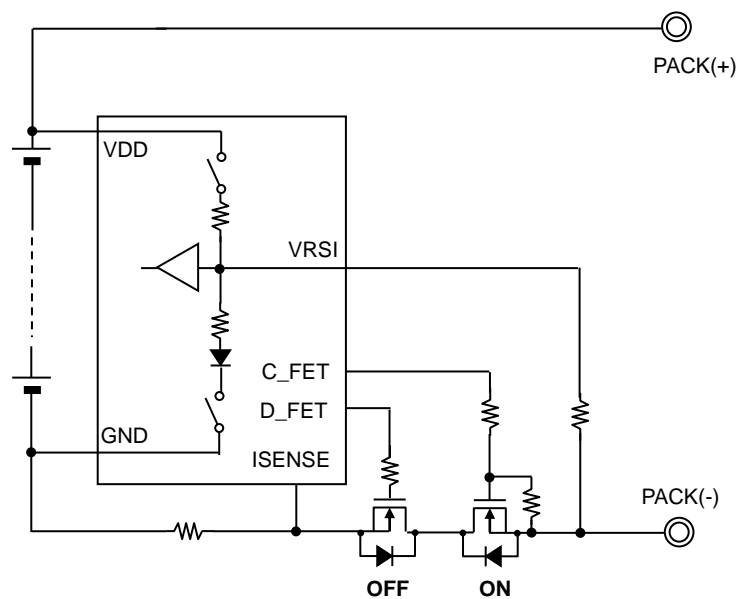 PACK(+)
VDD
VRSI
C_FET
D_FET
GND
ISENSE
PACK(-)
OFF
ON